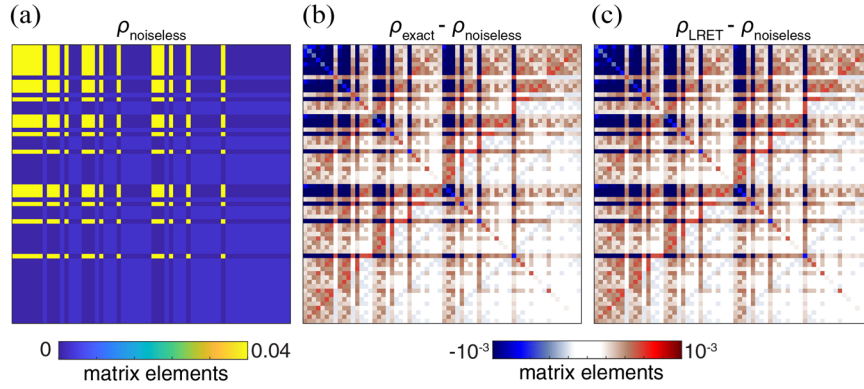 (a)
ρnoiseless
(b)
ρexact - ρnoiseless
(c)
ρLRET - ρnoiseless
0
0.04
matrix elements
-10-3
10-3
matrix elements